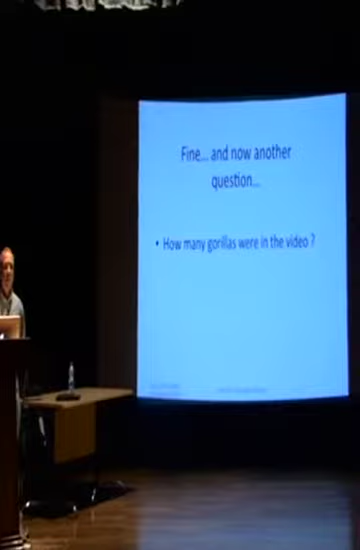 Fine... and now another
question...
• How many gorillas were in the video ?